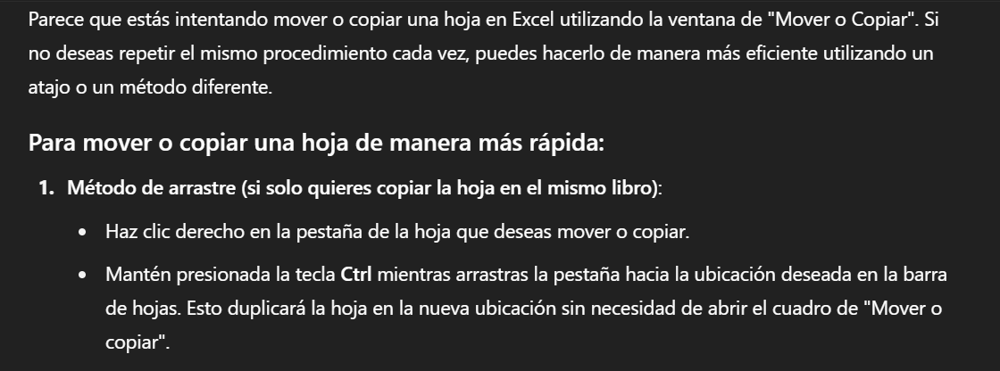 Parece que estás intentando mover o copiar una hoja en Excel utilizando la ventana de "Mover o Copiar". Si
no deseas repetir el mismo procedimiento cada vez, puedes hacerlo de manera más eficiente utilizando un
atajo o un método diferente.
Para mover o copiar una hoja de manera más rápida:
1. Método de arrastre (si solo quieres copiar la hoja en el mismo libro):
• Haz clic derecho en la pestaña de la hoja que deseas mover o copiar.
• Mantén presionada la tecla Ctrl mientras arrastras la pestaña hacia la ubicación deseada en la barra
de hojas. Esto duplicará la hoja en la nueva ubicación sin necesidad de abrir el cuadro de "Mover o
copiar".